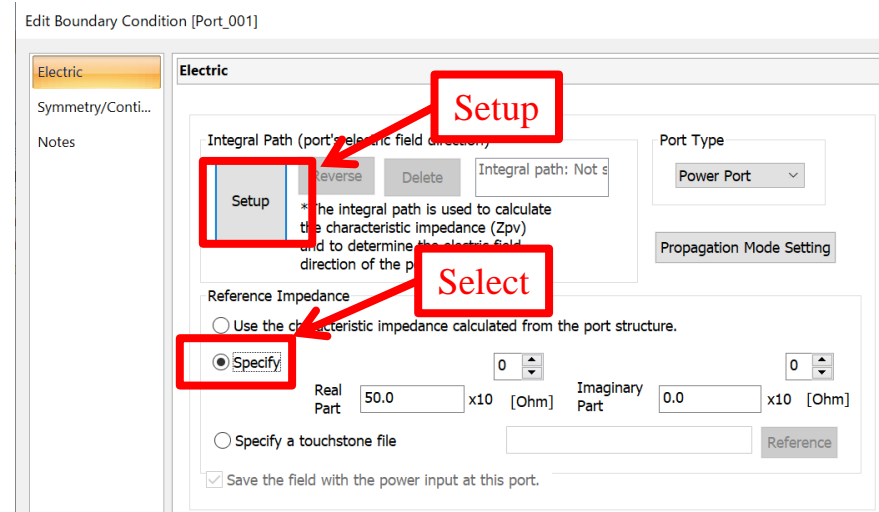 Edit Boundary Condition [Port_001]
Electric
Electric
Symmetry/Conti...
Notes
Setup
Integral Path (port's electric field direction)
Port Type
Reverse
Delete
Integral path: Not s
Power Port
Setup
*The integral path is used to calculate
the characteristic impedance (Zpv)
and to determine the electric field
direction of the p
Propagation Mode Setting
Select
Reference Impedance
Use the characteristic impedance calculated from the port structure.
Specify
0
0
Real
Part
50.0
x10
[Ohm]
Imaginary
Part
0.0
x10
[Ohm]
Specify a touchstone file
Reference
Save the field with the power input at this port.